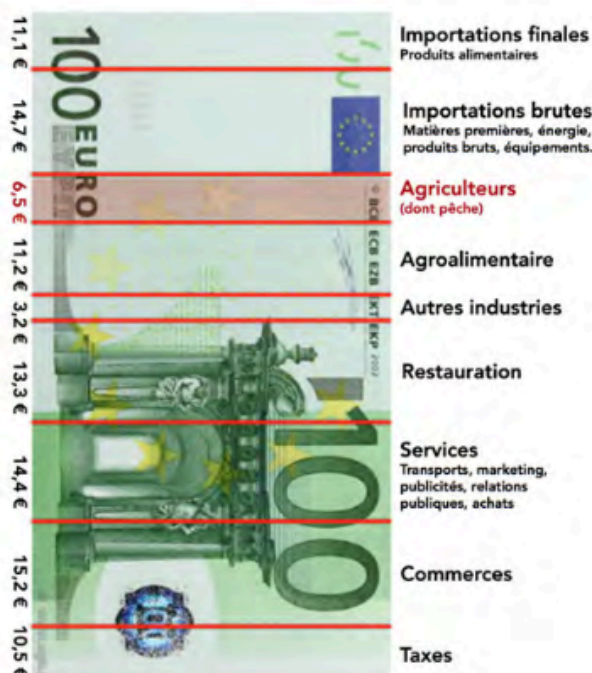 11,1 €
Importations finales
Produits alimentaires
14,7 €
Importations brutes
Matières premières, énergie,
produits bruts, équipements.
6,5 €
Agriculteurs
(dont pêche)
11,2 €
Agroalimentaire
3,2 €
Autres industries
13,3 €
Restauration
14,4 €
Services
Transports, marketing,
publicités, relations
publiques, achats
15,2 €
Commerces
10,5 €
Taxes
100 EURO
ΕΥΡΩ
© BCE ECB EZB EKT EKP 2002
100